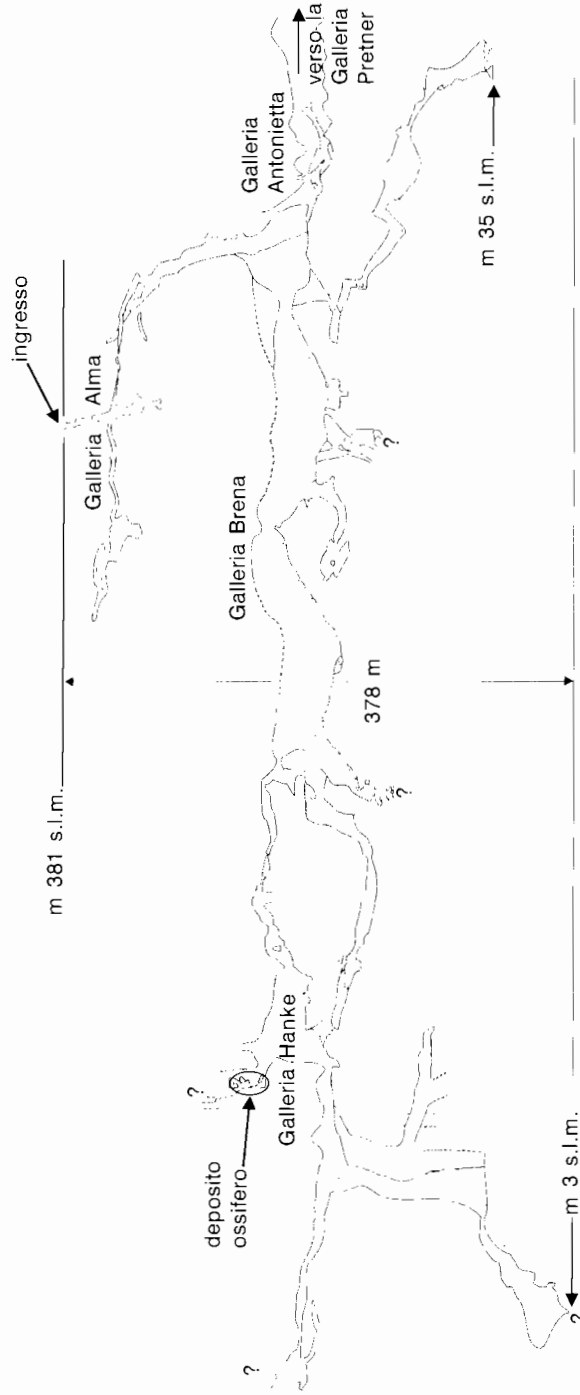 ingresso
m 381 s.l.m.
Galleria Alma
Galleria
Antonietta
verso la
Galleria
Pretner
Galleria Brena
m 35 s.l.m.
378 m
?
?
?
deposito
ossifero
Galleria Hanke
?
m 3 s.l.m.
?